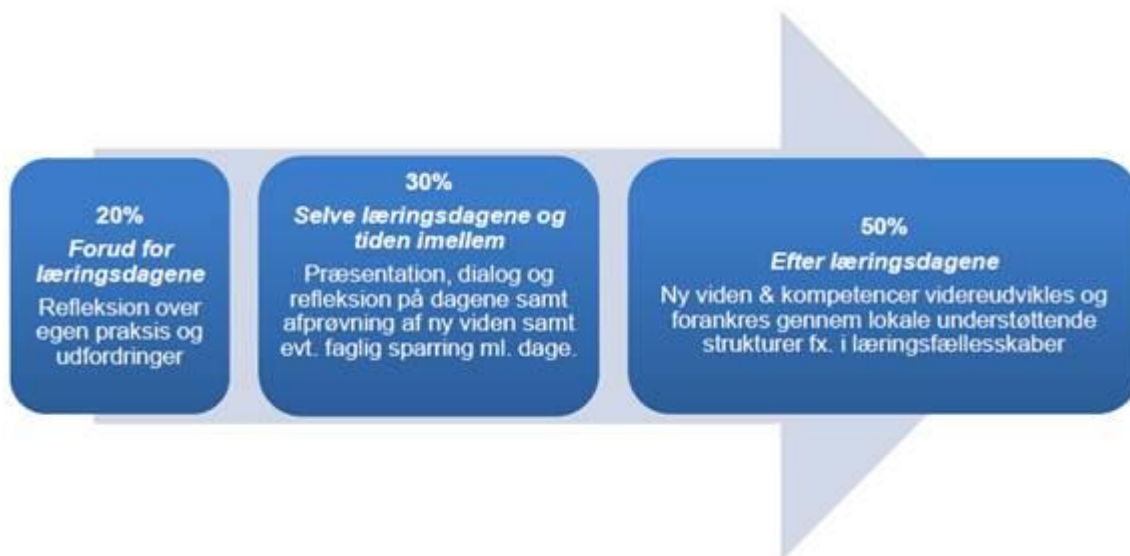 20%
Forud for
læringsdagene
Refleksion over
egen praksis og
udfordringer
30%
Selve læringsdagene og
tiden imellem
Præsentation, dialog og
refleksion på dagene samt
afprøvning af ny viden samt
evt. faglig sparring ml. dage.
50%
Efter læringsdagene
Ny viden & kompetencer videreudvikles og
forankres gennem lokale understøttende
strukturer fx. i læringsfællesskaber